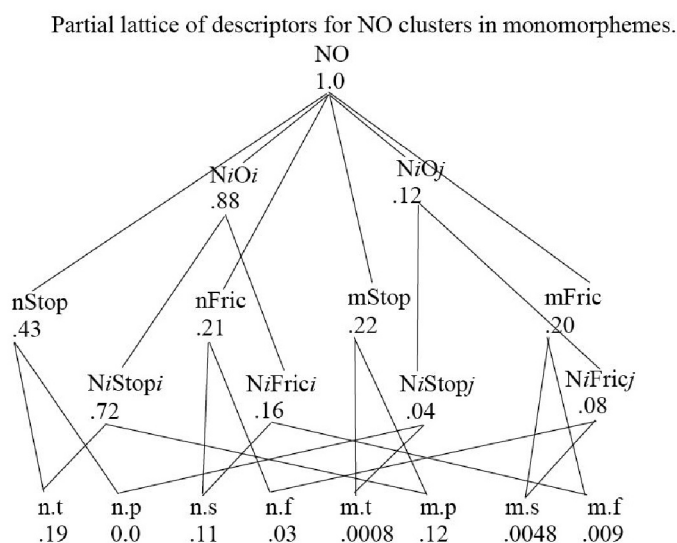 Partial lattice of descriptors for NO clusters in monomorphemes.
NO
1.0
NiOi
.88
NiOj
.12
nStop
.43
nFric
.21
mStop
.22
mFric
.20
NiStopi
.72
NiFrici
.16
NiStopj
.04
NiFricj
.08
n.t n.p n.s n.f m.t m.p m.s m.f
.19 0.0 .11 .03 .0008 .12 .0048 .009